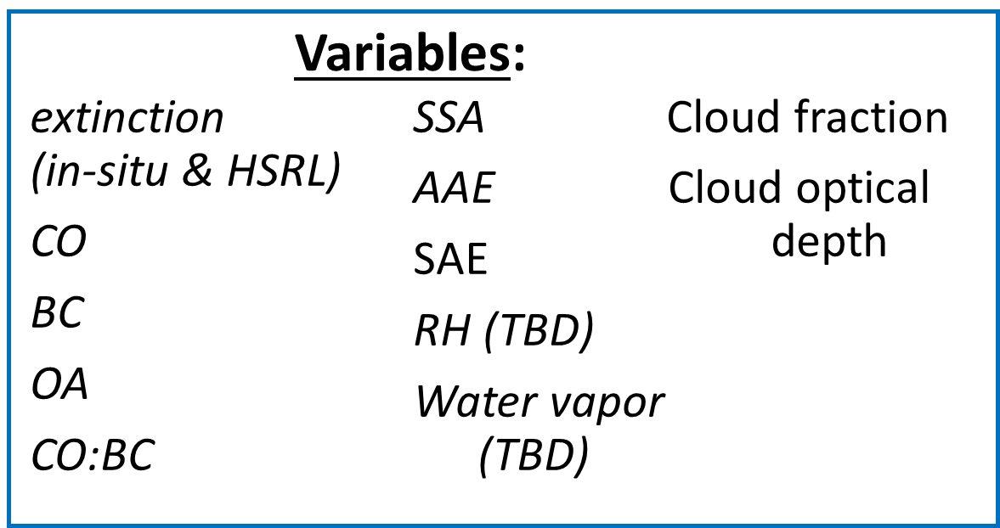 Variables:
extinction
(in-situ & HSRL)
CO
BC
OA
CO:BC
SSA
AAE
SAE
RH (TBD)
Water vapor
(TBD)
Cloud fraction
Cloud optical
depth